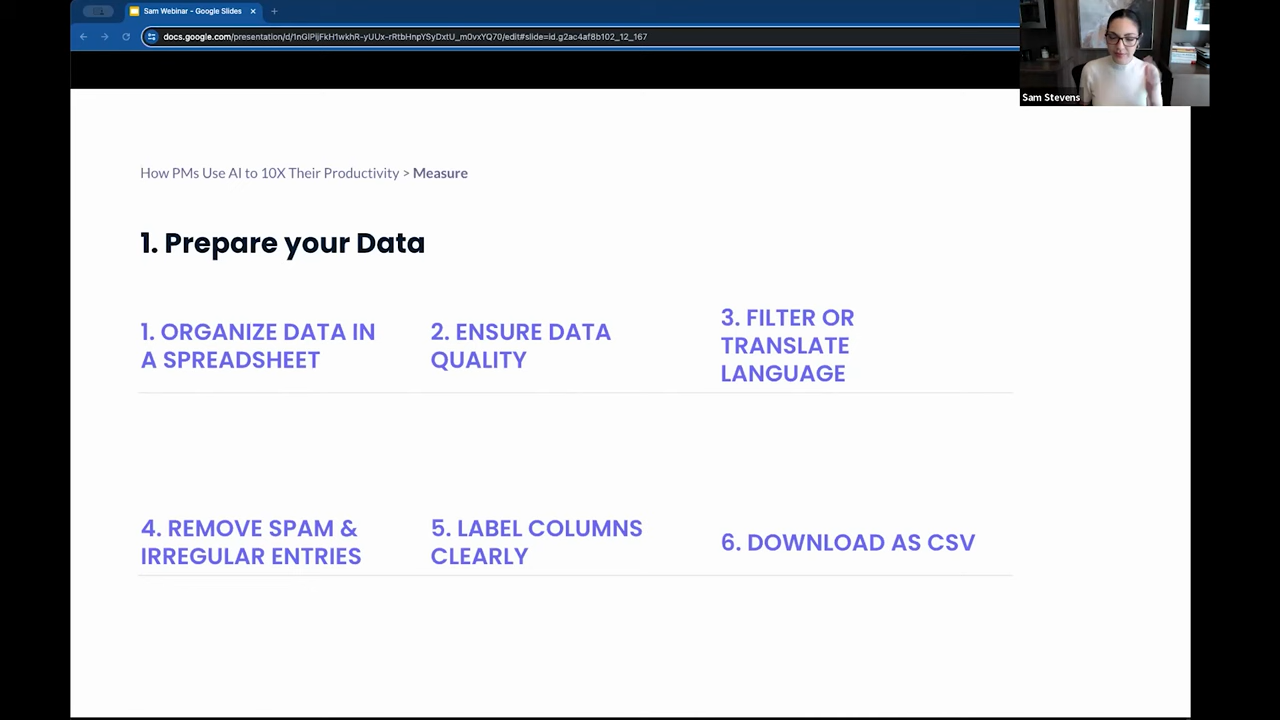 Sam Webinar - Google Slides
docs.google.com/presentation/d/1nGlPijFkH1wkhR-yUUx-rRtbHnpYSyDxtU_m0vxYQ70/edit#slide=id.g2ac4af8b102_12_167
Sam Stevens
How PMs Use AI to 10X Their Productivity > Measure
1. Prepare your Data
1. ORGANIZE DATA IN
A SPREADSHEET
2. ENSURE DATA
QUALITY
3. FILTER OR
TRANSLATE
LANGUAGE
4. REMOVE SPAM &
IRREGULAR ENTRIES
5. LABEL COLUMNS
CLEARLY
6. DOWNLOAD AS CSV